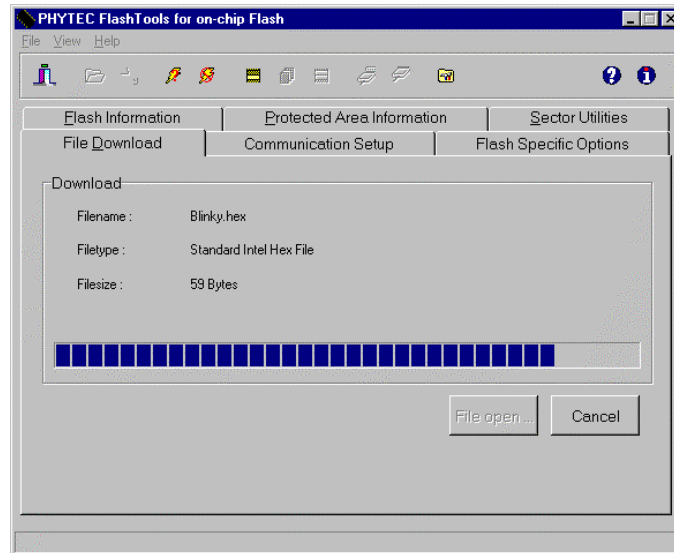 PHYTEC FlashTools for on-chip Flash
File View Help
Flash Information Protected Area Information Sector Utilities
File Download Communication Setup Flash Specific Options
Download
Filename : Blinky.hex
Filetype : Standard Intel Hex File
Filesize : 59 Bytes
File open ... Cancel